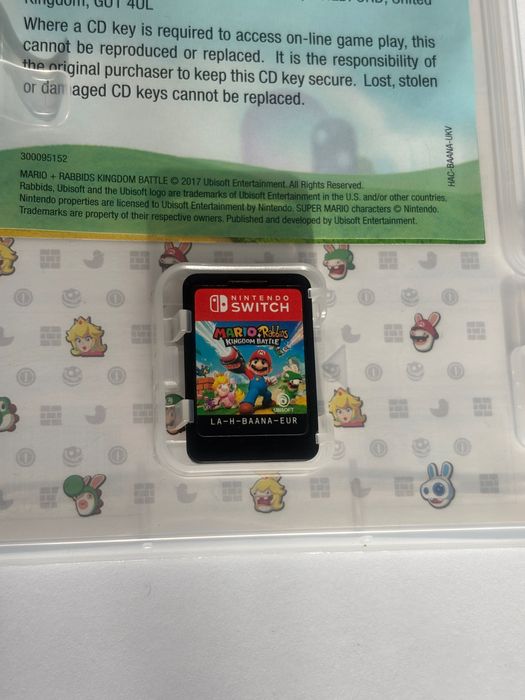 Kingdom, GU1 4UL
United
Where a CD key is required to access on-line game play, this
cannot be reproduced or replaced. It is the responsibility of
the original purchaser to keep this CD key secure. Lost, stolen
or damaged CD keys cannot be replaced.
HAC-BAANA-UKV
300095152
MARIO + RABBIDS KINGDOM BATTLE © 2017 Ubisoft Entertainment. All Rights Reserved.
Rabbids, Ubisoft and the Ubisoft logo are trademarks of Ubisoft Entertainment in the U.S. and/or other countries.
Nintendo properties are licensed to Ubisoft Entertainment by Nintendo. SUPER MARIO characters © Nintendo.
Trademarks are property of their respective owners. Published and developed by Ubisoft Entertainment.
NINTENDO
SWITCH
MARIO + Rabbids
KINGDOM BATTLE
UBISOFT
LA-H-BAANA-EUR